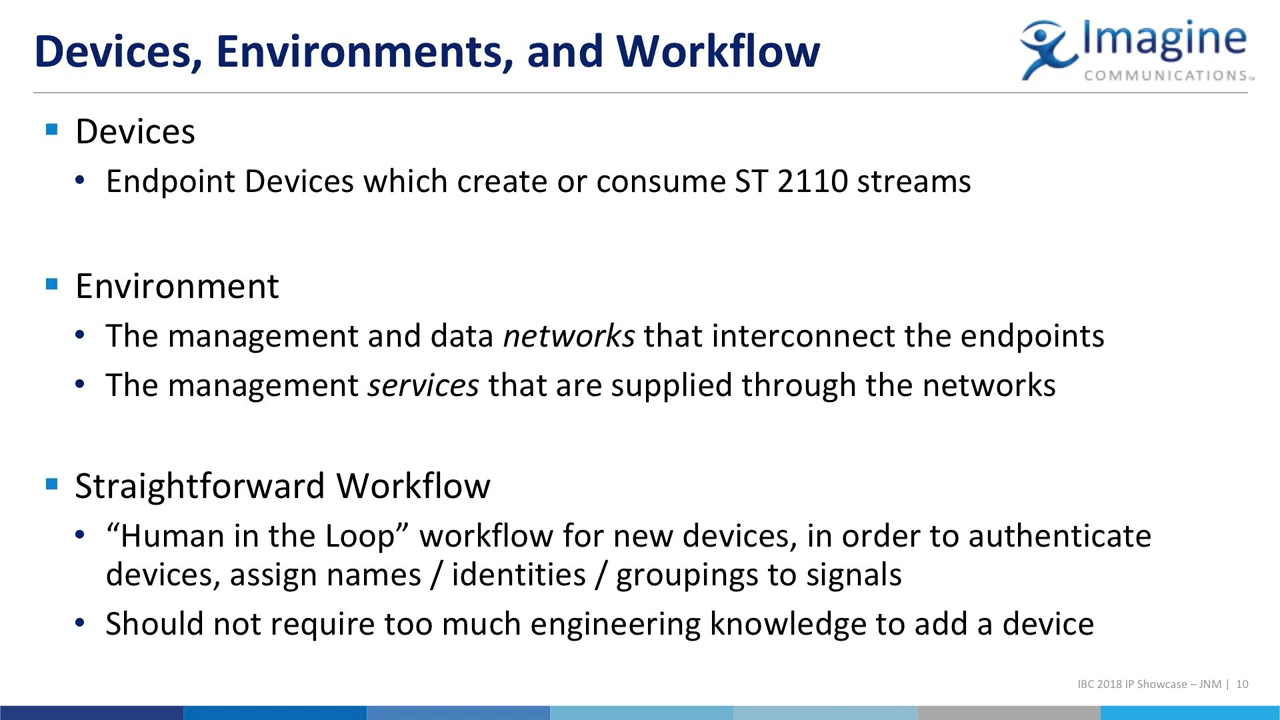 Devices, Environments, and Workflow
Imagine
COMMUNICATIONS™
Devices
• Endpoint Devices which create or consume ST 2110 streams
Environment
• The management and data networks that interconnect the endpoints
• The management services that are supplied through the networks
Straightforward Workflow
• “Human in the Loop” workflow for new devices, in order to authenticate
devices, assign names / identities / groupings to signals
• Should not require too much engineering knowledge to add a device
IBC 2018 IP Showcase – JNM | 10